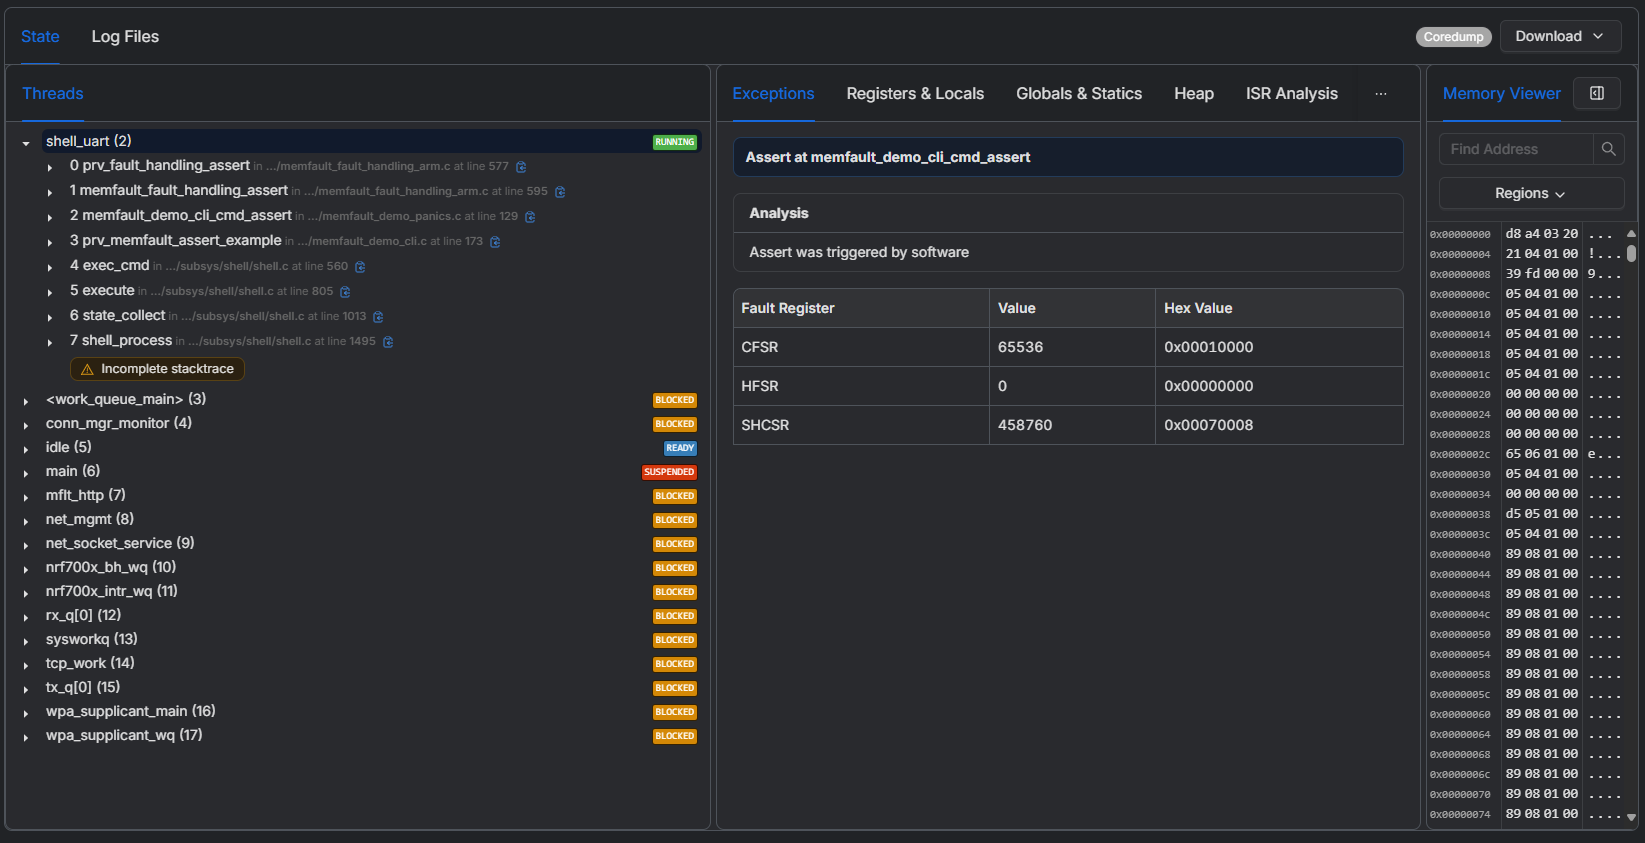 State
Log Files
Coredump
Download
Threads
shell_uart (2)
RUNNING
0 prv_fault_handling_assert in .../memfault_fault_handling_arm.c at line 577
1 memfault_fault_handling_assert in .../memfault_fault_handling_arm.c at line 595
2 memfault_demo_cli_cmd_assert in .../memfault_demo_panics.c at line 129
3 prv_memfault_assert_example in .../memfault_demo_cli.c at line 173
4 exec_cmd in .../subsys/shell/shell.c at line 560
5 execute in .../subsys/shell/shell.c at line 805
6 state_collect in .../subsys/shell/shell.c at line 1013
7 shell_process in .../subsys/shell/shell.c at line 1495
Incomplete stacktrace
<work_queue_main> (3) BLOCKED
conn_mgr_monitor (4) BLOCKED
idle (5) READY
main (6) SUSPENDED
mflt_http (7) BLOCKED
net_mgmt (8) BLOCKED
net_socket_service (9) BLOCKED
nrf700x_bh_wq (10) BLOCKED
nrf700x_intr_wq (11) BLOCKED
rx_q[0] (12) BLOCKED
sysworkq (13) BLOCKED
tcp_work (14) BLOCKED
tx_q[0] (15) BLOCKED
wpa_supplicant_main (16) BLOCKED
wpa_supplicant_wq (17) BLOCKED
Exceptions
Registers & Locals
Globals & Statics
Heap
ISR Analysis
...
Assert at memfault_demo_cli_cmd_assert
Analysis
Assert was triggered by software
Fault Register Value Hex Value
CFSR 65536 0x00010000
HFSR 0 0x00000000
SHCSR 458760 0x00070008
Memory Viewer
Find Address
Regions
0x00000000 d8 a4 03 20 ...
0x00000004 21 04 01 00 !...
0x00000008 39 fd 00 00 9...
0x0000000c 05 04 01 00 ....
0x00000010 05 04 01 00 ....
0x00000014 05 04 01 00 ....
0x00000018 05 04 01 00 ....
0x0000001c 05 04 01 00 ....
0x00000020 00 00 00 00 ....
0x00000024 00 00 00 00 ....
0x00000028 00 00 00 00 ....
0x0000002c 65 06 01 00 e...
0x00000030 05 04 01 00 ....
0x00000034 00 00 00 00 ....
0x00000038 d5 05 01 00 ....
0x0000003c 05 04 01 00 ....
0x00000040 89 08 01 00 ....
0x00000044 89 08 01 00 ....
0x00000048 89 08 01 00 ....
0x0000004c 89 08 01 00 ....
0x00000050 89 08 01 00 ....
0x00000054 89 08 01 00 ....
0x00000058 89 08 01 00 ....
0x0000005c 89 08 01 00 ....
0x00000060 89 08 01 00 ....
0x00000064 89 08 01 00 ....
0x00000068 89 08 01 00 ....
0x0000006c 89 08 01 00 ....
0x00000070 89 08 01 00 ....
0x00000074 89 08 01 00 ....